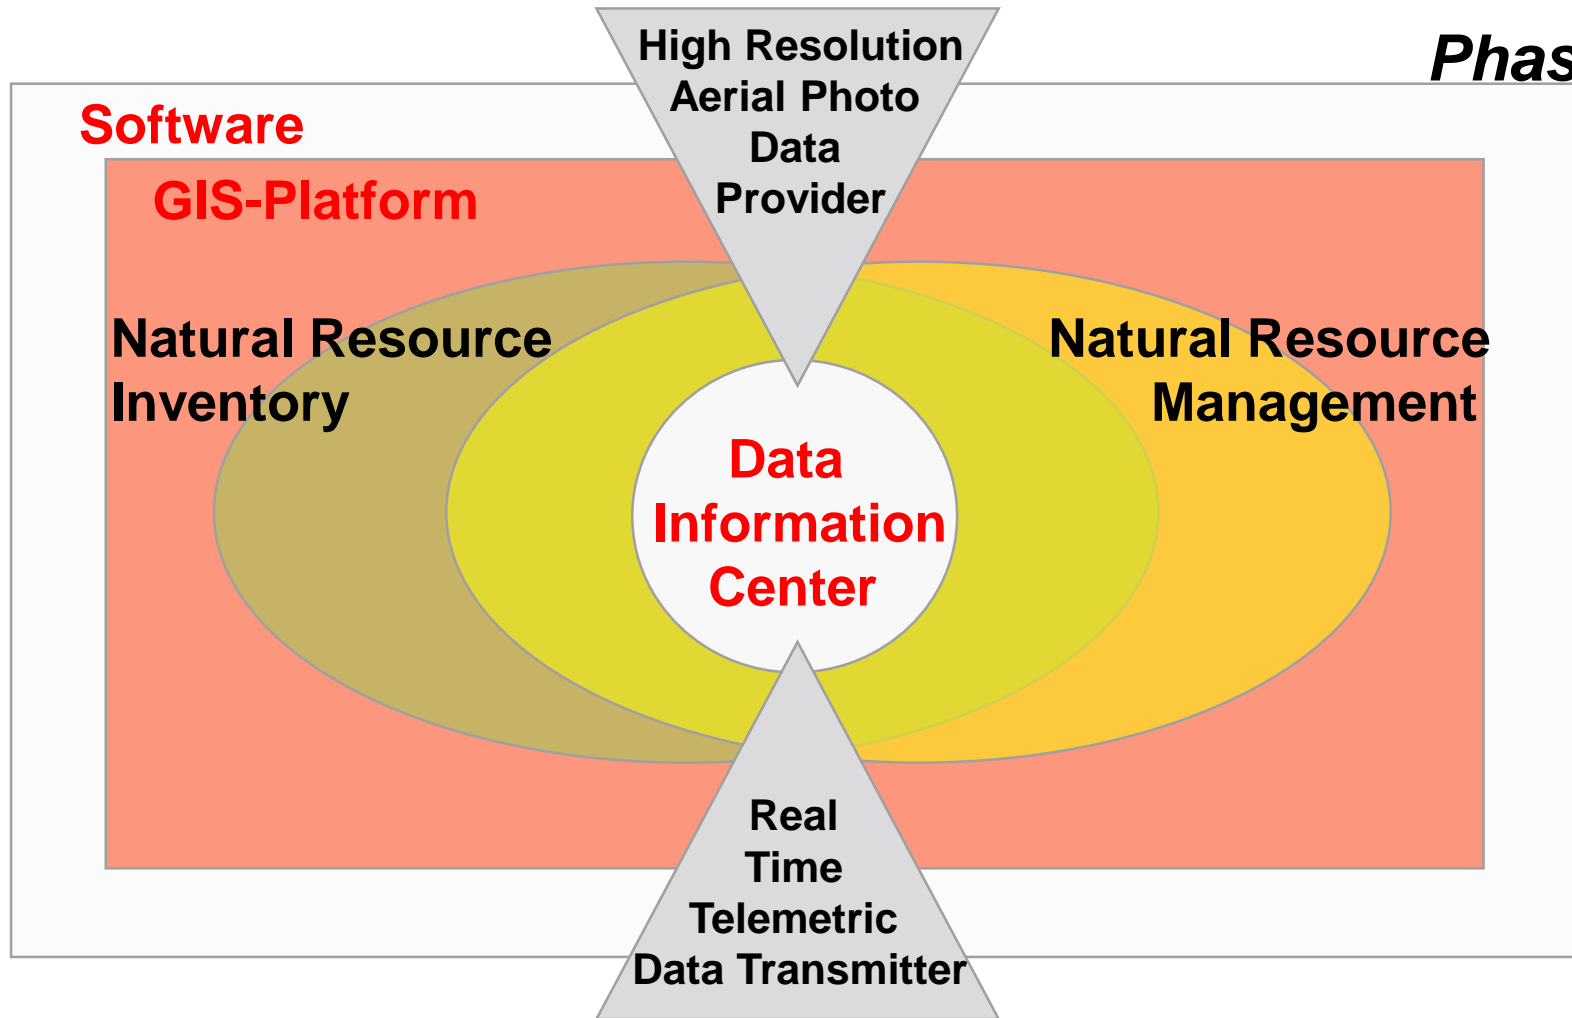 High Resolution
Aerial Photo
Data
Provider
Phas
Software
GIS-Platform
Natural Resource
Inventory
Natural Resource
Management
Data
Information
Center
Real
Time
Telemetric
Data Transmitter